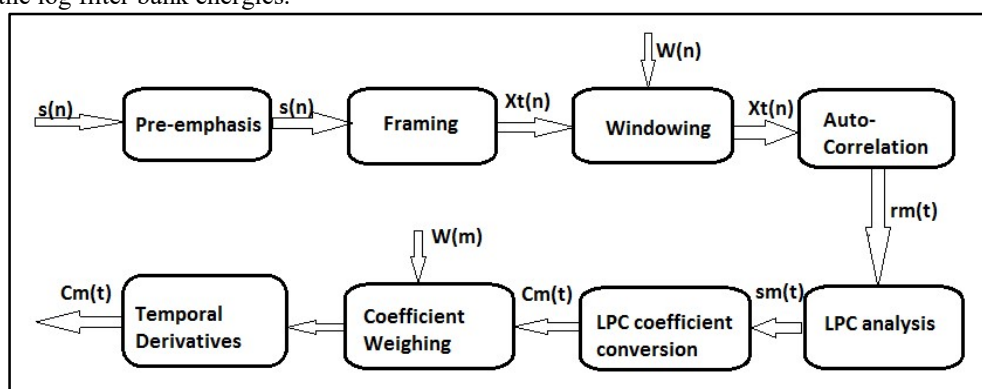 the log filter bank energies.
W(n)
s(n)
Pre-emphasis
s(n)
Framing
Xt(n)
Windowing
Xt(n)
Auto-
Correlation
rm(t)
W(m)
Cm(t)
Temporal
Derivatives
Coefficient
Weighing
Cm(t)
LPC coefficient
conversion
sm(t)
LPC analysis